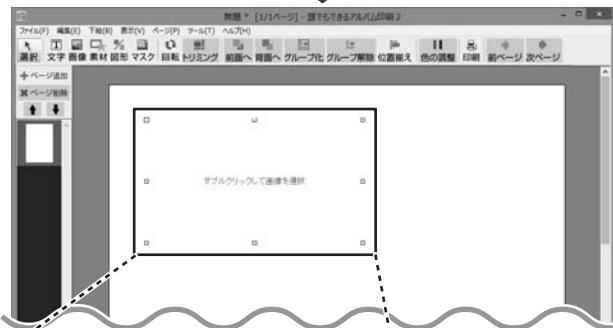 無題 * [1/1ページ] - 誰でもできるアルバム印刷 2
ファイル(F) 編集(E) 下絵(B) 表示(V) ページ(P) ツール(T) ヘルプ(H)
選択 文字 画像 素材 図形 マスク 回転 トリミング 前面へ 背面へ グループ化 グループ解除 位置揃え 色の調整 印刷 前ページ 次ページ
ページ追加
ページ削除
ダブルクリックして画像を選択